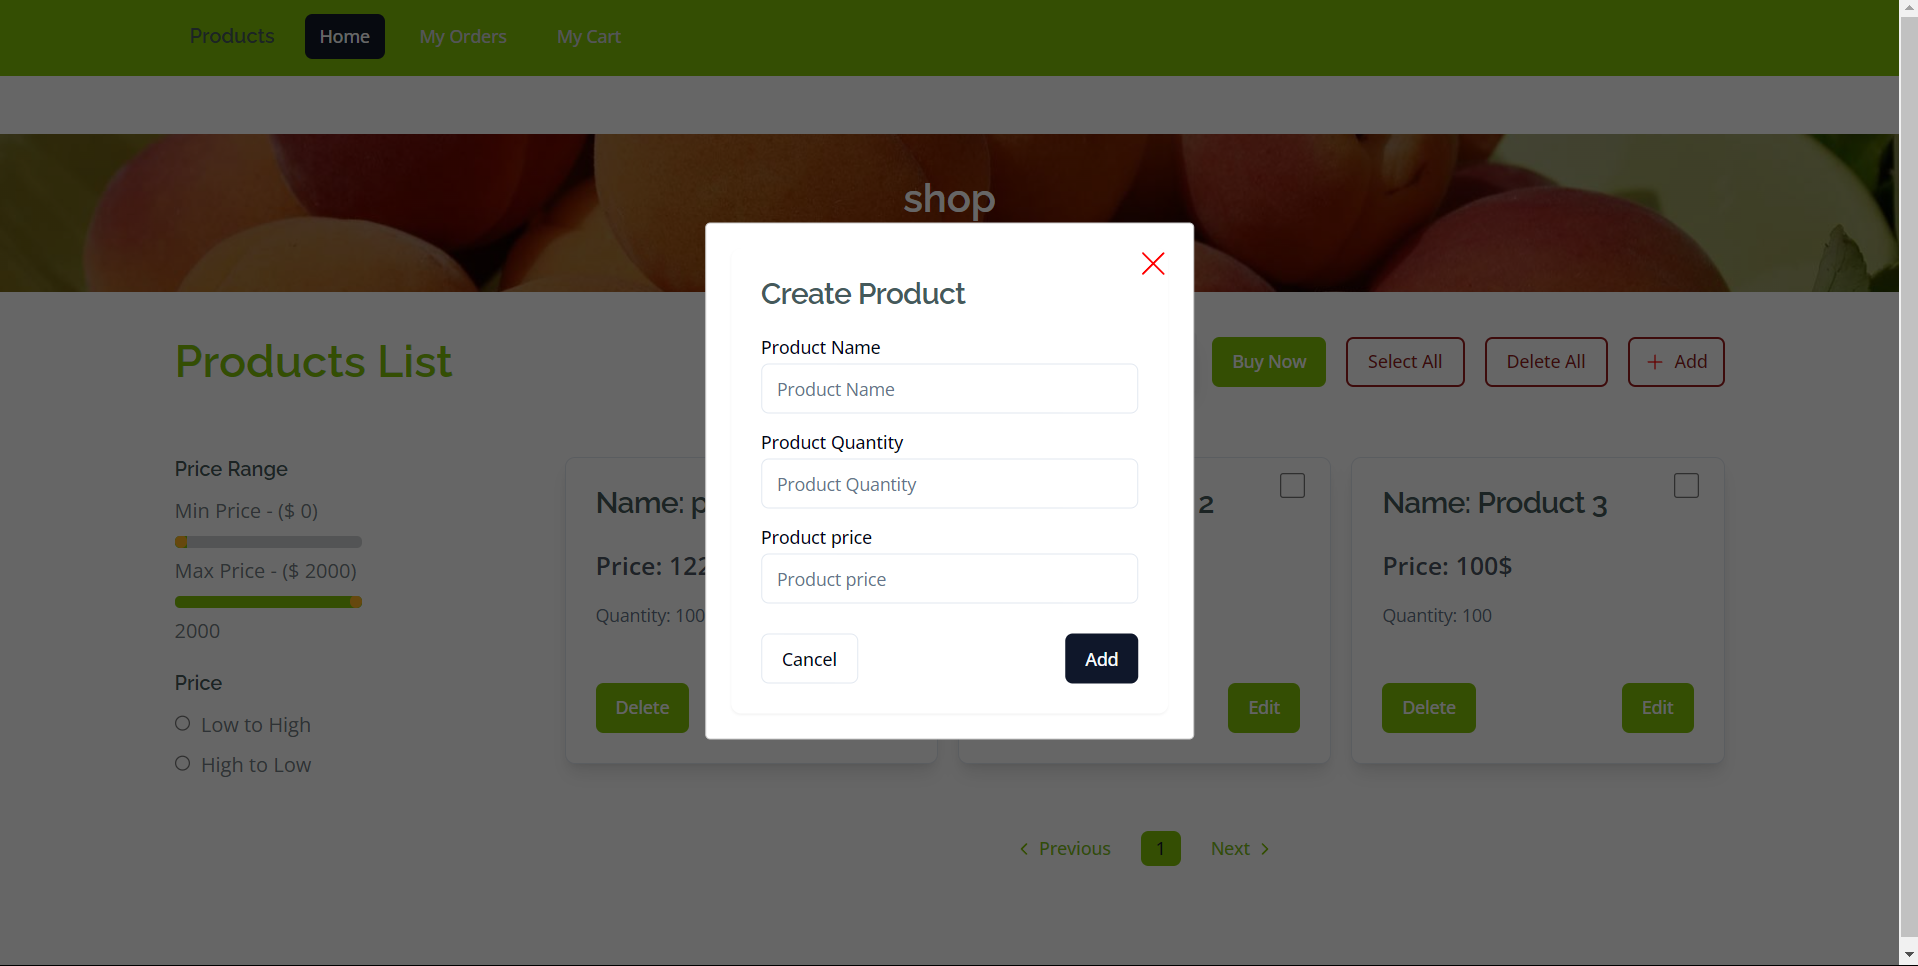 Products Home My Orders My Cart
shop
Create Product
Product Name
Product Name
Product Quantity
Product Quantity
Product price
Product price
Cancel Add
Products List
Buy Now Select All Delete All + Add
Price Range
Min Price - ($ 0)
Max Price - ($ 2000)
2000
Price
Low to High
High to Low
Name: p
Price: 122
Quantity: 100
Delete
2
Edit
Name: Product 3
Price: 100$
Quantity: 100
Delete Edit
Previous 1 Next